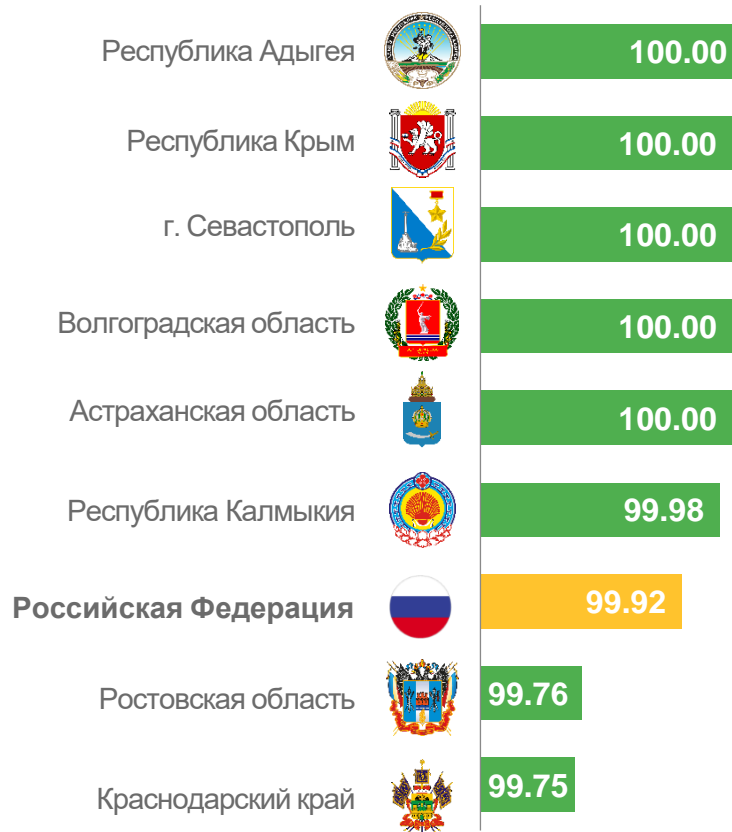 Республика Адыгея 100.00
Республика Крым 100.00
г. Севастополь 100.00
Волгоградская область 100.00
Астраханская область 100.00
Республика Калмыкия 99.98
Российская Федерация 99.92
Ростовская область 99.76
Краснодарский край 99.75